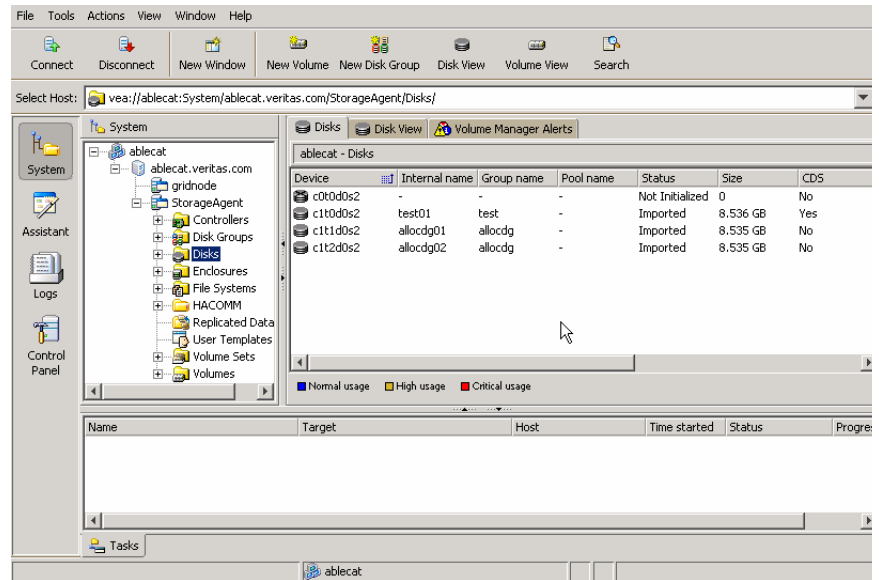 File Tools Actions View Window Help
Connect Disconnect New Window New Volume New Disk Group Disk View Volume View Search
Select Host: vea://ablecat:System/ablecat.veritas.com/StorageAgent/Disks/
System
Assistant
Logs
Control
Panel
System
ablecat
ablecat.veritas.com
gridnode
StorageAgent
Controllers
Disk Groups
Disks
Enclosures
File Systems
HACOMM
Replicated Data
User Templates
Volume Sets
Volumes
Disks Disk View Volume Manager Alerts
ablecat - Disks
Device Internal name Group name Pool name Status Size CDS
c0t0d0s2 - - - Not Initialized 0 No
c1t0d0s2 test01 test - Imported 8.536 GB Yes
c1t1d0s2 allocdg01 allocdg - Imported 8.535 GB No
c1t2d0s2 allocdg02 allocdg - Imported 8.535 GB No
Normal usage High usage Critical usage
Name Target Host Time started Status Progres
Tasks
ablecat